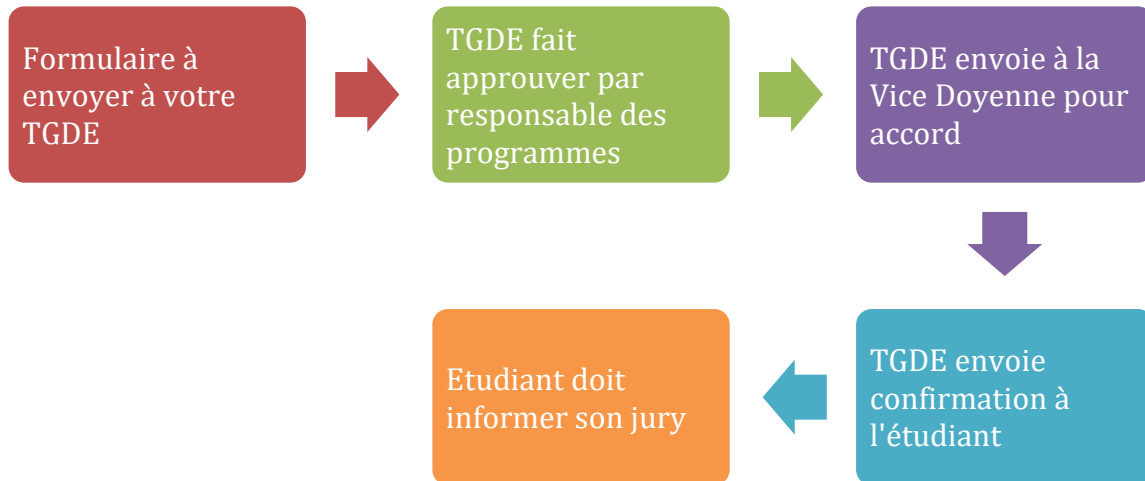 Formulaire à
envoyer à votre
TGDE
TGDE fait
approuver par
responsable des
programmes
TGDE envoie à la
Vice Doyenne pour
accord
TGDE envoie
confirmation à
l'étudiant
Etudiant doit
informer son jury